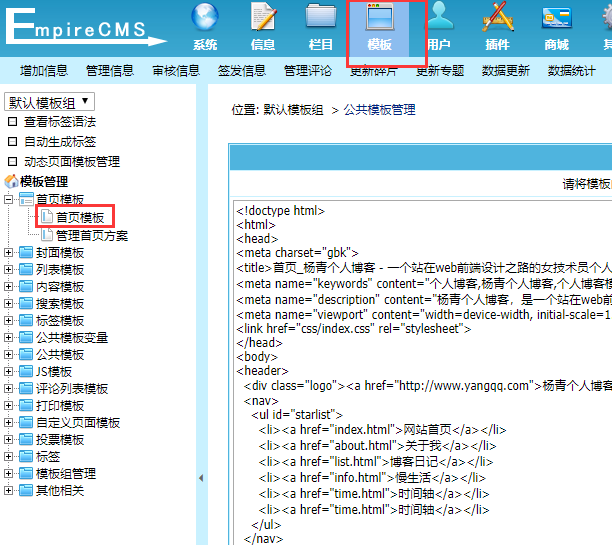 EmpireCMS
系统 信息 栏目 模板 用户 插件 商城
增加信息 管理信息 审核信息 签发信息 管理评论 更新碎片 更新专题 数据更新 数据统计
默认模板组
查看标签语法
自动生成标签
动态页面模板管理
模板管理
首页模板
首页模板
管理首页方案
封面模板
列表模板
内容模板
搜索模板
标签模板
公共模板变量
公共模板
JS模板
评论列表模板
打印模板
自定义页面模板
投票模板
标签
模板组管理
其他相关
位置: 默认模板组 > 公共模板管理
请将模板
<!doctype html>
<html>
<head>
<meta charset="gbk">
<title>首页_杨青个人博客 - 一个站在web前端设计之路的女技术员个人
<meta name="keywords" content="个人博客,杨青个人博客,个人博客模
<meta name="description" content="杨青个人博客，是一个站在web前
<meta name="viewport" content="width=device-width, initial-scale=1
<link href="css/index.css" rel="stylesheet">
</head>
<body>
<header>
<div class="logo"><a href="http://www.yangqq.com">杨青个人博客
<nav>
<ul id="starlist">
<li><a href="index.html">网站首页</a></li>
<li><a href="about.html">关于我</a></li>
<li><a href="list.html">博客日记</a></li>
<li><a href="info.html">慢生活</a></li>
<li><a href="time.html">时间轴</a></li>
<li><a href="time.html">时间轴</a></li>
</ul>
</nav>